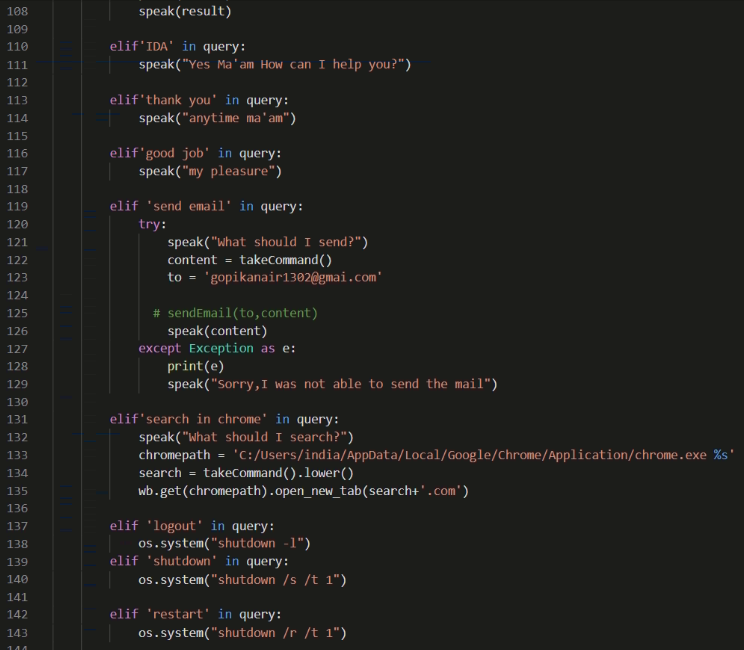 108 speak(result)
109
110 elif'IDA' in query:
111 speak("Yes Ma'am How can I help you?")
112
113 elif'thank you' in query:
114 speak("anytime ma'am")
115
116 elif'good job' in query:
117 speak("my pleasure")
118
119 elif 'send email' in query:
120 try:
121 speak("What should I send?")
122 content = takeCommand()
123 to = 'gopikanair1302@gmai.com'
124
125 # sendEmail(to,content)
126 speak(content)
127 except Exception as e:
128 print(e)
129 speak("Sorry,I was not able to send the mail")
130
131 elif'search in chrome' in query:
132 speak("What should I search?")
133 chromepath = 'C:/Users/india/AppData/Local/Google/Chrome/Application/chrome.exe %s'
134 search = takeCommand().lower()
135 wb.get(chromepath).open_new_tab(search+'.com')
136
137 elif 'logout' in query:
138 os.system("shutdown -l")
139 elif 'shutdown' in query:
140 os.system("shutdown /s /t 1")
141
142 elif 'restart' in query:
143 os.system("shutdown /r /t 1")
144